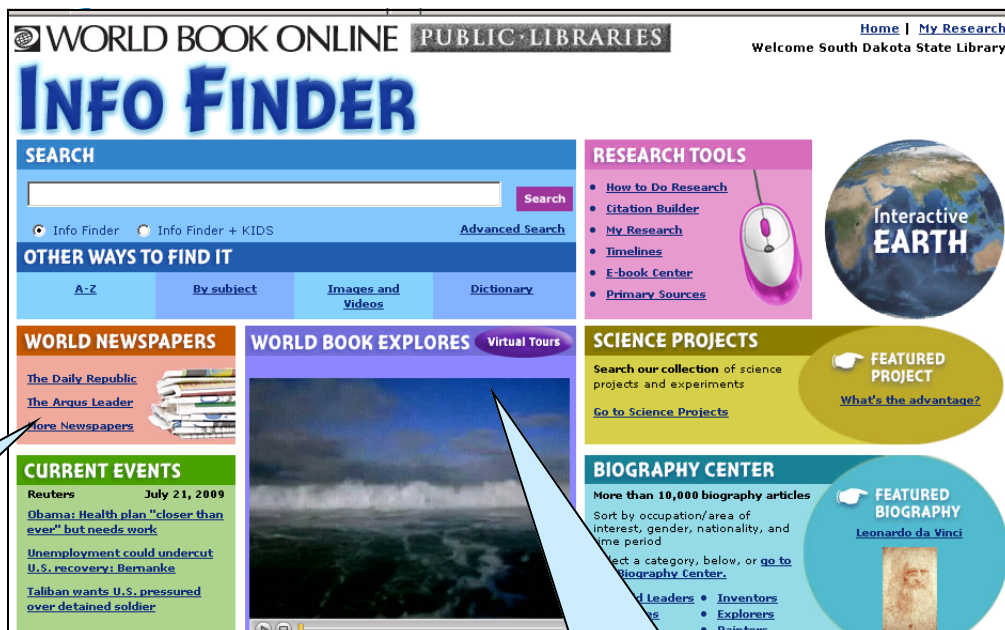 WORLD BOOK ONLINE PUBLIC·LIBRARIES
Home | My Research
Welcome South Dakota State Library
INFO FINDER
SEARCH
Search
Info Finder Info Finder + KIDS Advanced Search
OTHER WAYS TO FIND IT
A-Z By subject Images and Videos Dictionary
RESEARCH TOOLS
How to Do Research
Citation Builder
My Research
Timelines
E-book Center
Primary Sources
Interactive
EARTH
WORLD NEWSPAPERS
The Daily Republic
The Argus Leader
More Newspapers
WORLD BOOK EXPLORES Virtual Tours
SCIENCE PROJECTS
Search our collection of science
projects and experiments
Go to Science Projects
FEATURED
PROJECT
What's the advantage?
CURRENT EVENTS
Reuters July 21, 2009
Obama: Health plan "closer than
ever" but needs work
Unemployment could undercut
U.S. recovery: Bernanke
Taliban wants U.S. pressured
over detained soldier
BIOGRAPHY CENTER
More than 10,000 biography articles
Sort by occupation/area of
interest, gender, nationality, and
time period
a category, below, or go to
Biography Center.
Leaders Inventors
Explorers
FEATURED
BIOGRAPHY
Leonardo da Vinci